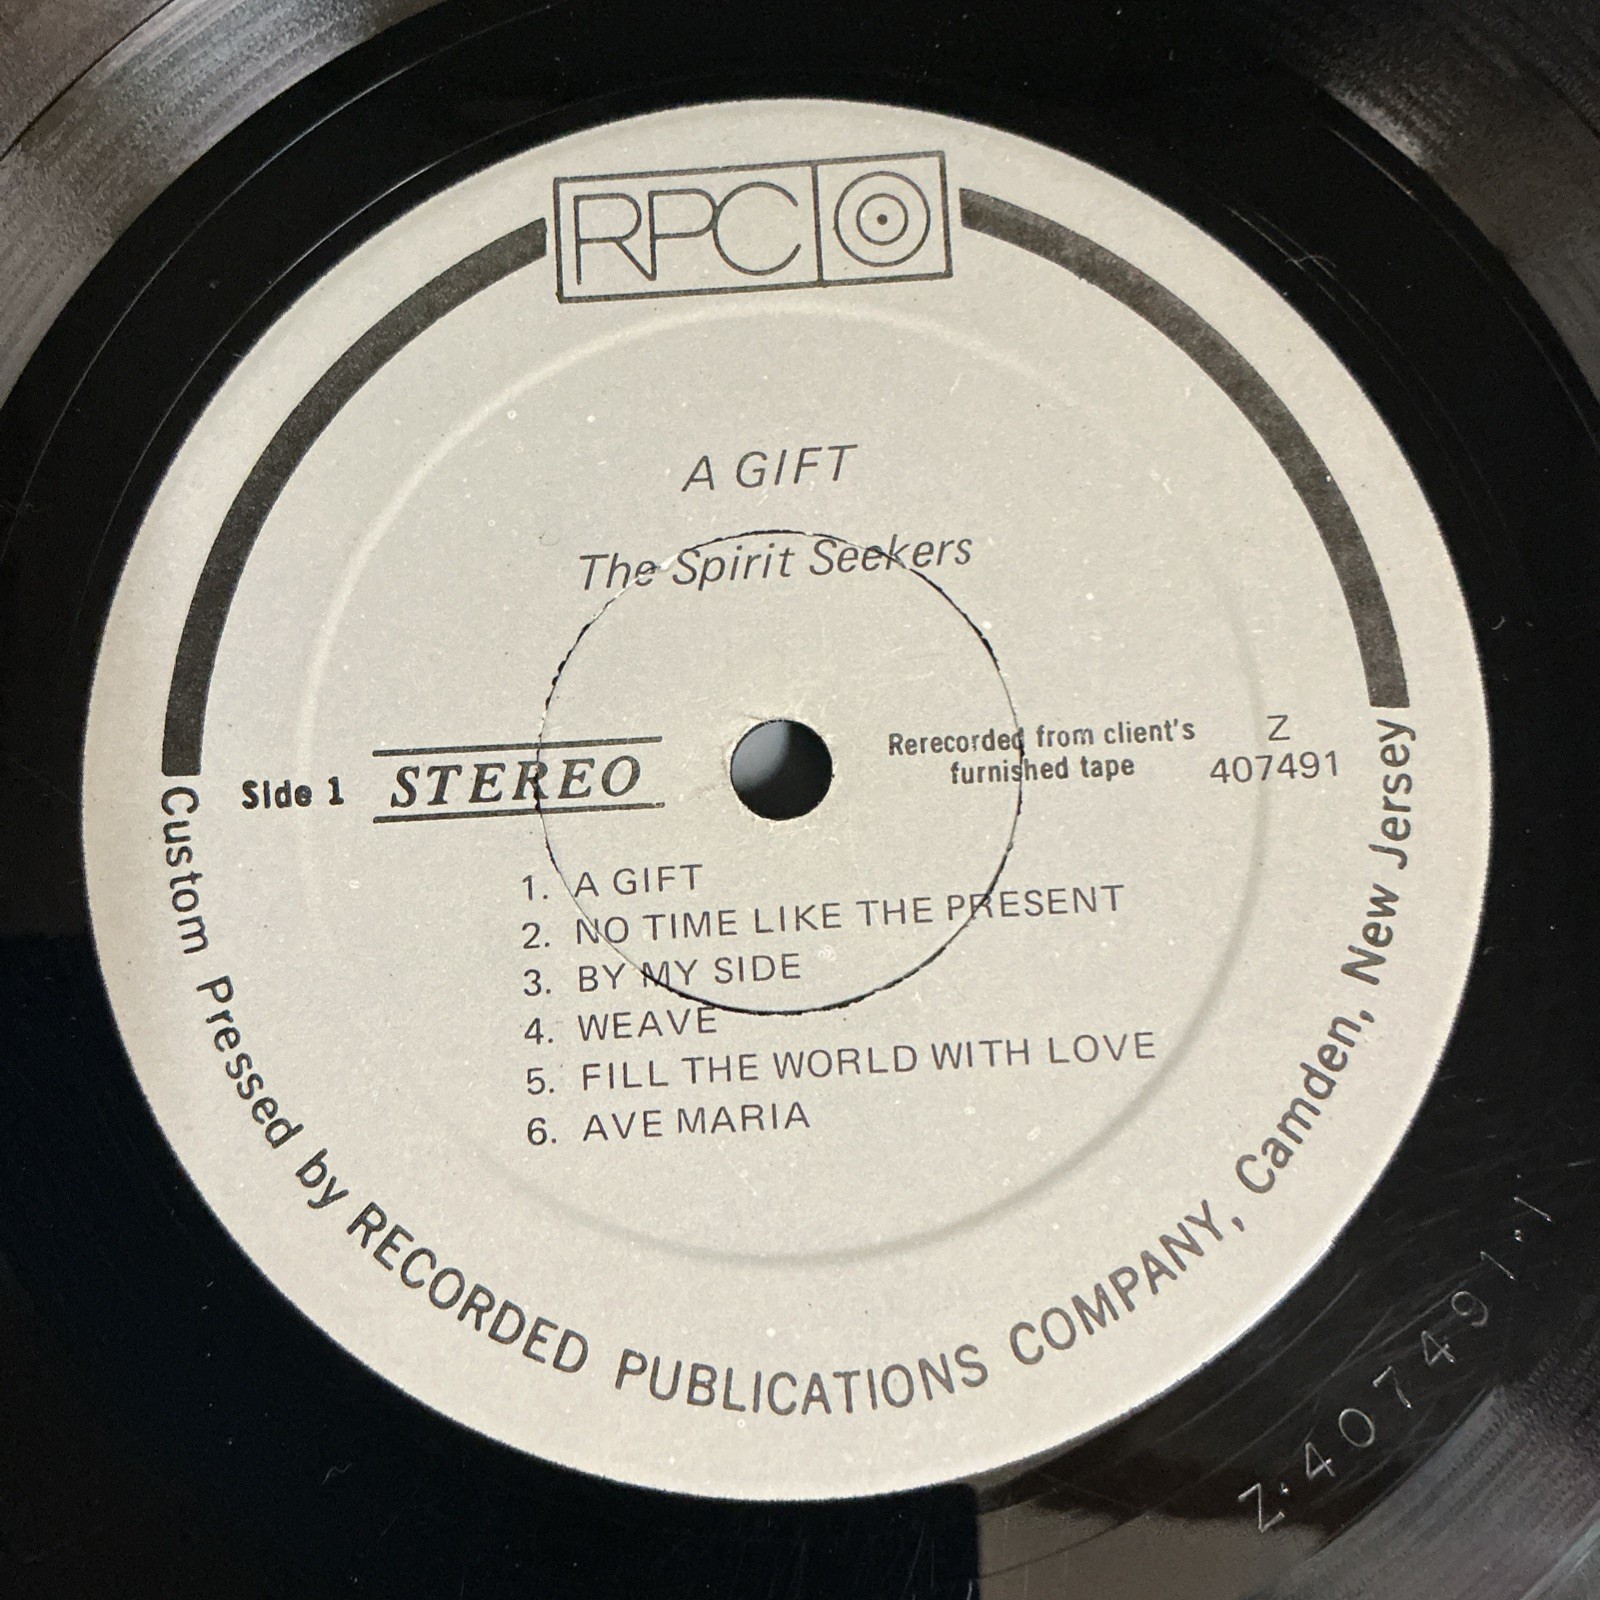 RPC
A GIFT
The Spirit Seekers
Side 1
STEREO
Rerecorded from client's
furnished tape
Z
407491
1. A GIFT
2. NO TIME LIKE THE PRESENT
3. BY MY SIDE
4. WEAVE
5. FILL THE WORLD WITH LOVE
6. AVE MARIA
Custom Pressed by RECORDED PUBLICATIONS COMPANY, Camden, New Jersey
Z·407491·1